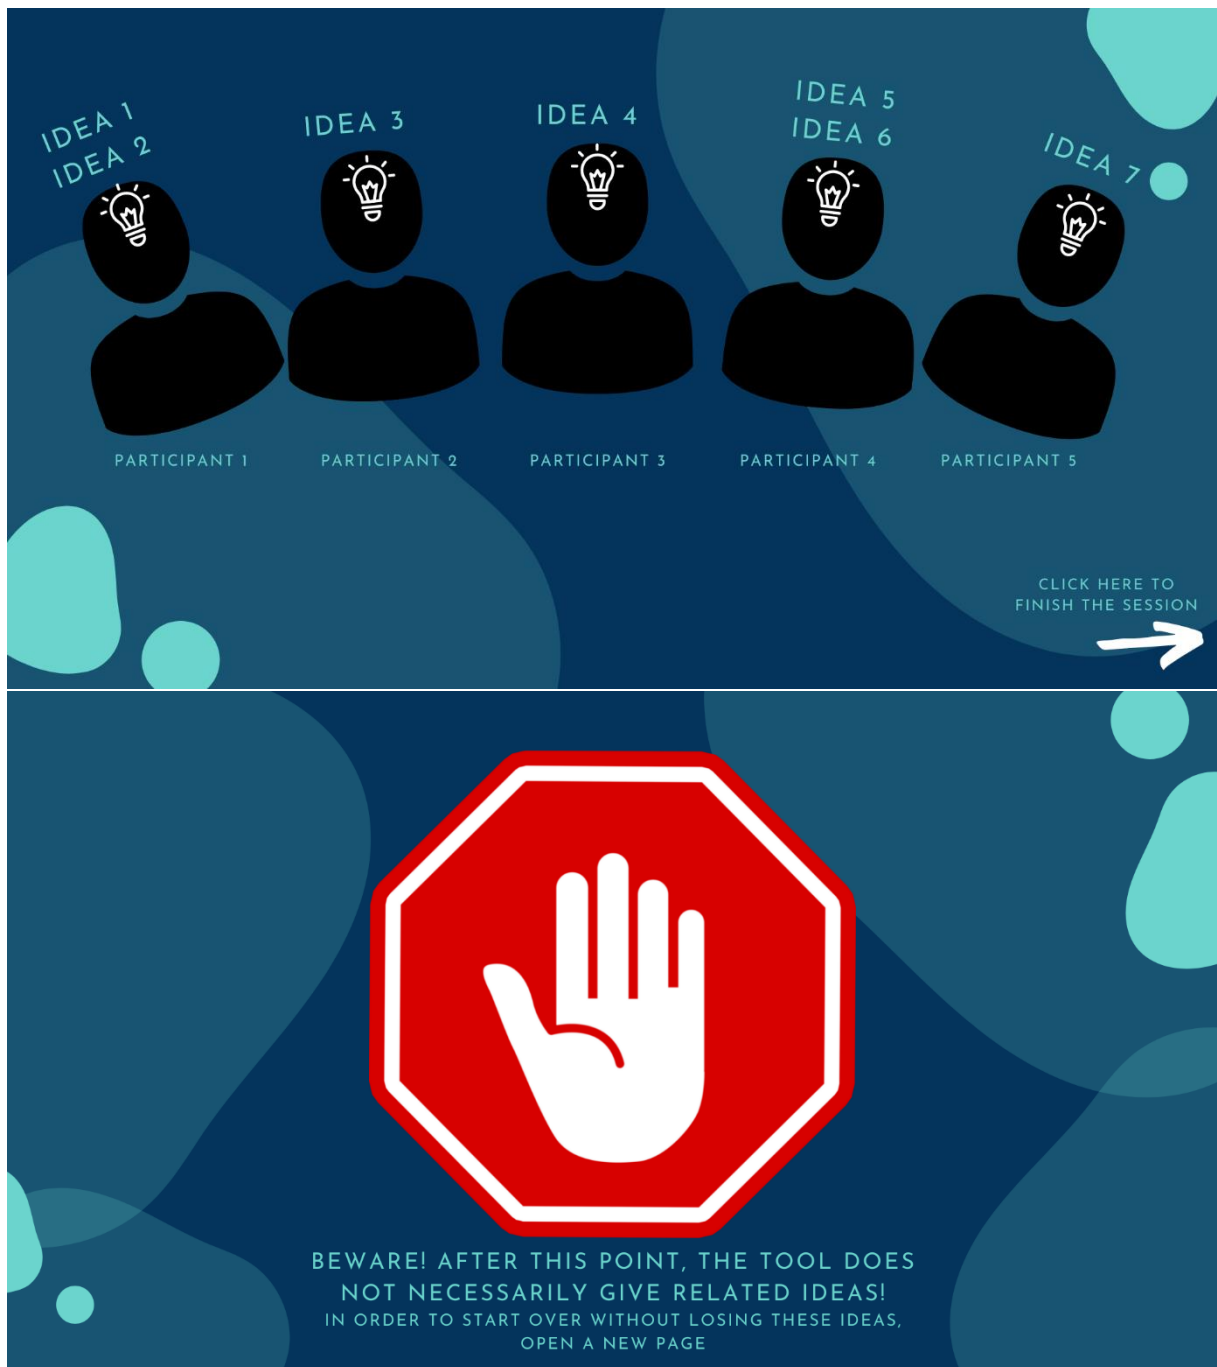 IDEA 1
IDEA 2
IDEA 3
IDEA 4
IDEA 5
IDEA 6
IDEA 7
PARTICIPANT 1
PARTICIPANT 2
PARTICIPANT 3
PARTICIPANT 4
PARTICIPANT 5
CLICK HERE TO
FINISH THE SESSION
BEWARE! AFTER THIS POINT, THE TOOL DOES
NOT NECESSARILY GIVE RELATED IDEAS!
IN ORDER TO START OVER WITHOUT LOSING THESE IDEAS,
OPEN A NEW PAGE